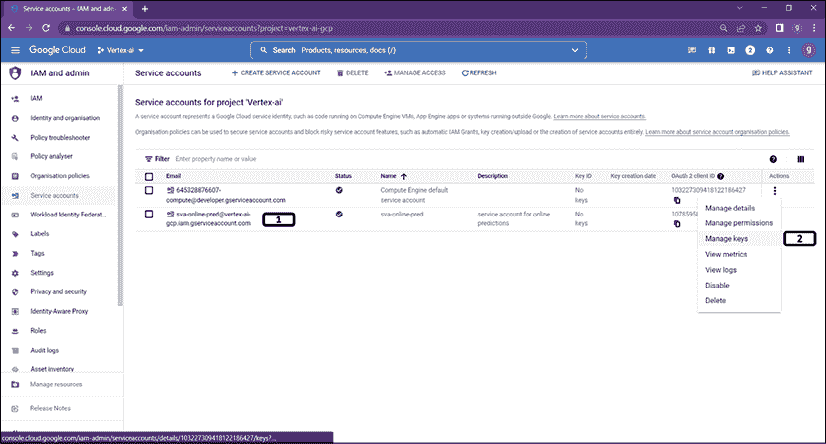 Service accounts – IAM and adm
console.cloud.google.com/iam-admin/serviceaccounts?project=vertex-ai-gcp
Google Cloud
Vertex-ai
Search Products, resources, docs (/)
2
g
IAM and admin
Service accounts
+ CREATE SERVICE ACCOUNT
DELETE
MANAGE ACCESS
REFRESH
HELP ASSISTANT
IAM
Identity and organisation
Policy troubleshooter
Policy analyser
Organisation policies
Service accounts
Workload Identity Federat...
Labels
Tags
Settings
Privacy and security
Identity-Aware Proxy
Roles
Audit logs
Asset inventory
Manage resources
Release Notes
Service accounts for project 'Vertex-ai'
A service account represents a Google Cloud service identity, such as code running on Compute Engine VMs, App Engine apps or systems running outside Google. Learn more about service accounts.
Organisation policies can be used to secure service accounts and block risky service account features, such as automatic IAM Grants, key creation/upload or the creation of service accounts entirely. Learn more about service account organisation policies.
Filter Enter property name or value
Email Status Name Description Key ID Key creation date OAuth 2 client ID Actions
645328876607-
compute@developer.gserviceaccount.com
Compute Engine default
service account
No
keys
103227309418122186427
sva-online-pred@vertex-ai-
gcp.iam.gserviceaccount.com
1
sva-online-pred
service account for online
predictions
No
keys
Manage details
Manage permissions
Manage keys
2
View metrics
View logs
Disable
Delete
console.cloud.google.com/iam-admin/serviceaccounts/details/103227309418122186427/keys?...